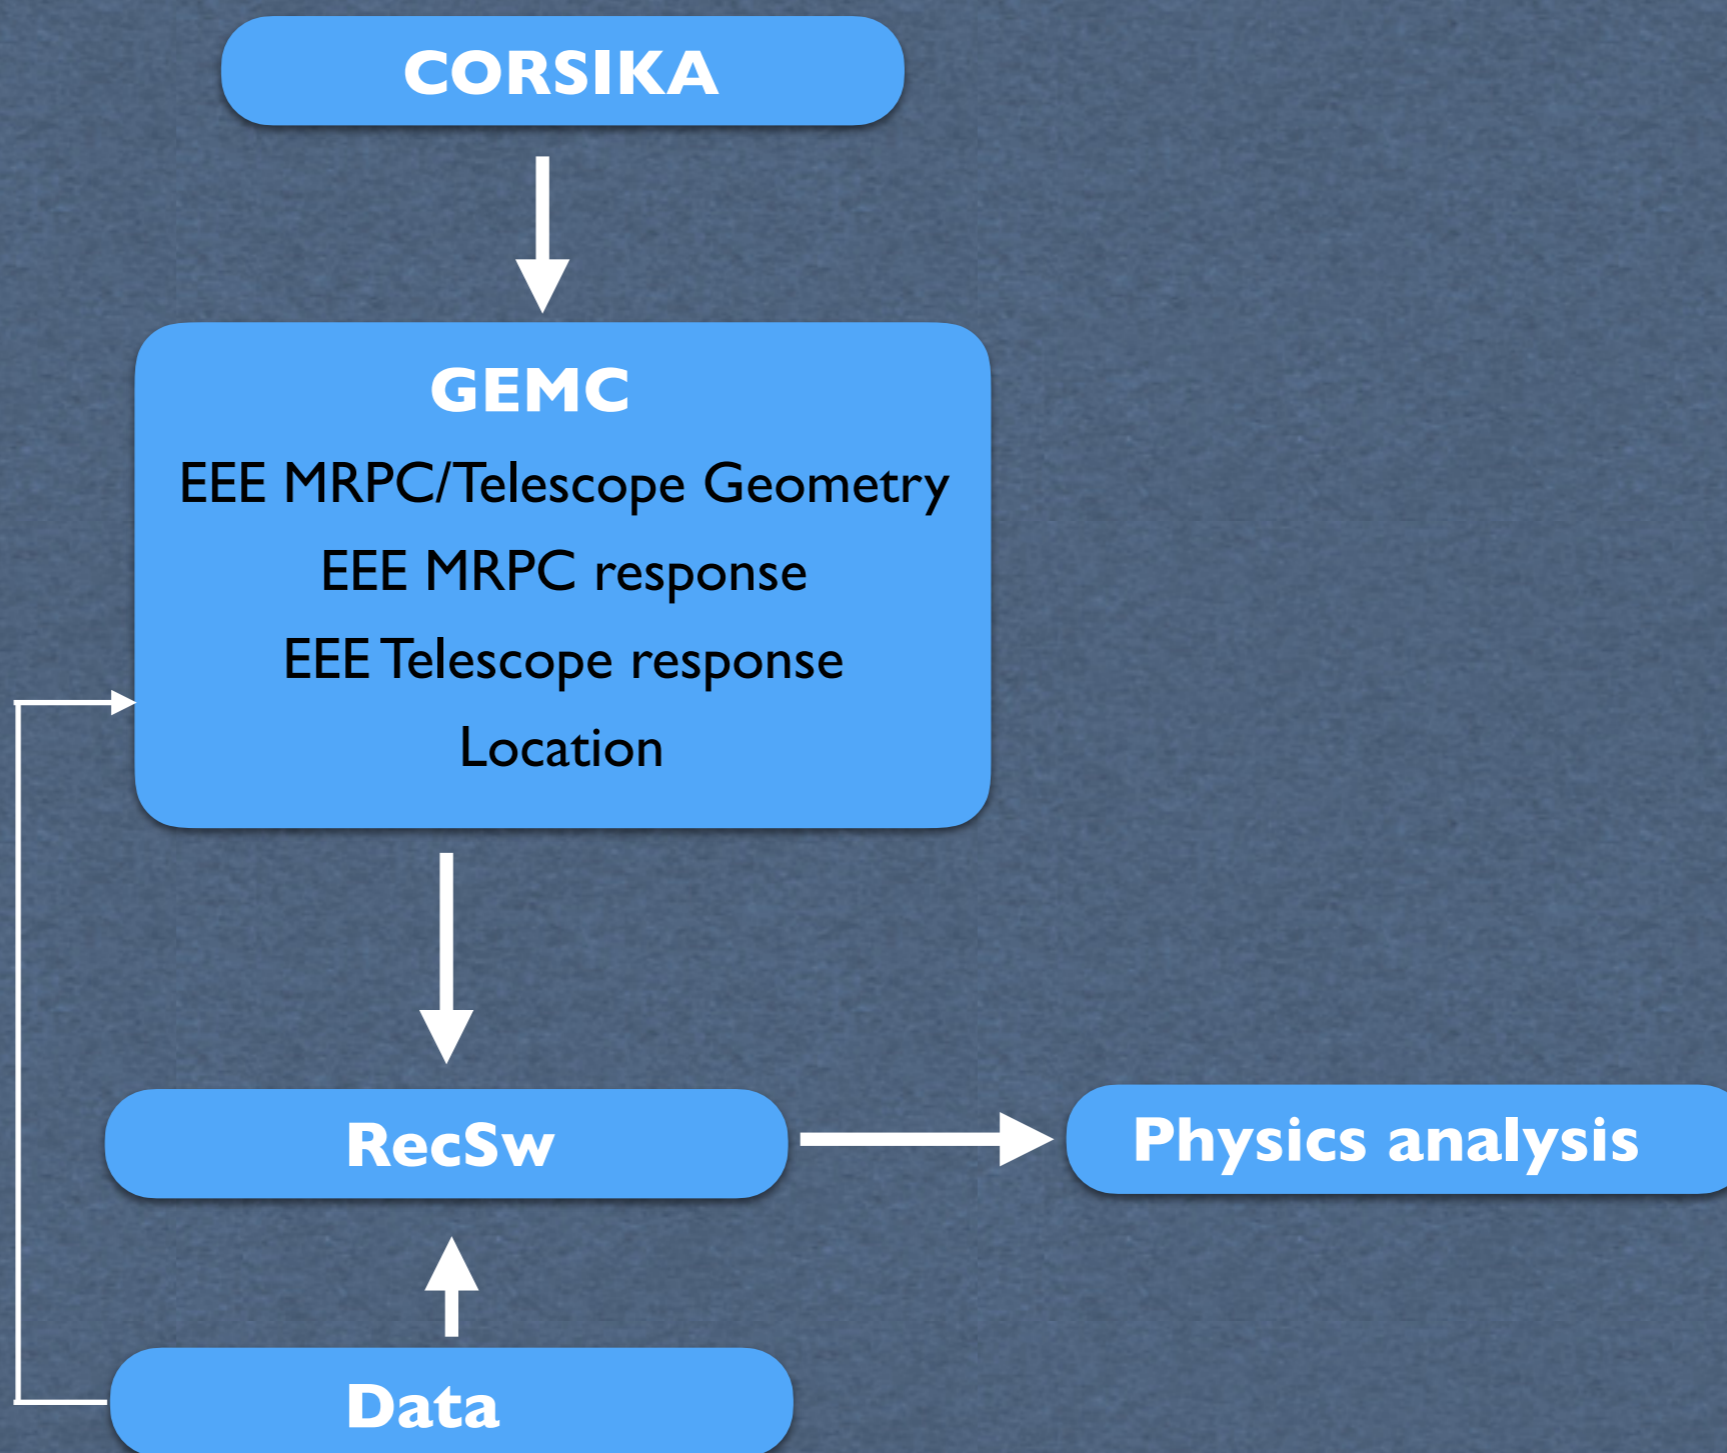 CORSIKA
GEMC
EEE MRPC/Telescope Geometry
EEE MRPC response
EEE Telescope response
Location
RecSw
Physics analysis
Data